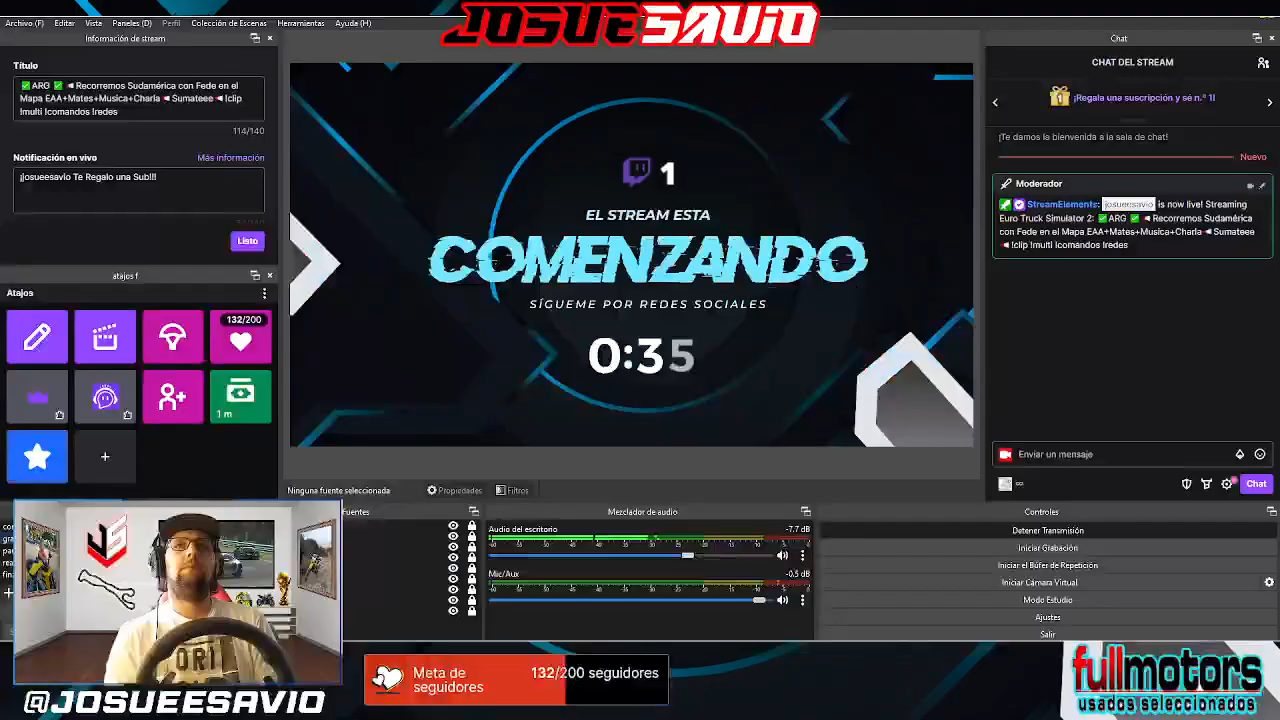 JOSUESAVIO
Paneles (D)
Perfil
Colección de Escenas
Herramientas
Ayuda (H)
Información de stream
Título
✅ARG ✅ ◄Recorremos Sudamérica con Fede en el
Mapa EAA+Mates+Musica+Charla ◄Sumateee ◄!clip
!multi !comandos !redes
114/140
Notificación en vivo
Más información
¡josueesavio Te Regalo una Sub!!!
Listo
atajos f
Atajos
132/200
1 m
EL STREAM ESTA
COMENZANDO
SÍGUEME POR REDES SOCIALES
1
0:35
Ninguna fuente seleccionada
Propiedades
Filtros
Chat
CHAT DEL STREAM
¡Regala una suscripción y sé n.º 1!
¡Te damos la bienvenida a la sala de chat!
Nuevo
Moderador
StreamElements: josueesavio is now live! Streaming
Euro Truck Simulator 2: ✅ARG ✅ ◄Recorremos Sudamérica
con Fede en el Mapa EAA+Mates+Musica+Charla ◄Sumateee
◄!clip !multi !comandos !redes
Enviar un mensaje
Chat
Fuentes
Mezclador de audio
Audio del escritorio
-7.7 dB
Mic/Aux
-0.5 dB
Controles
Detener Transmisión
Iniciar Grabación
Iniciar el Búfer de Repetición
Iniciar Cámara Virtual
Modo Estudio
Ajustes
Salir
JS
ORI
@JOSUEESAVIO
Meta de
seguidores
132/200 seguidores
fullmotors
usados seleccionados